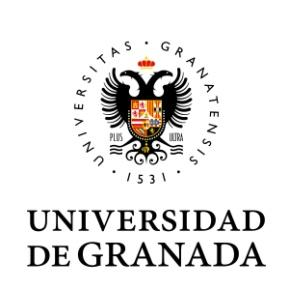 · UNIVERSITAS · GRANATENSIS · 1531 ·
PLUS ULTRA
UNIVERSIDAD
DE GRANADA